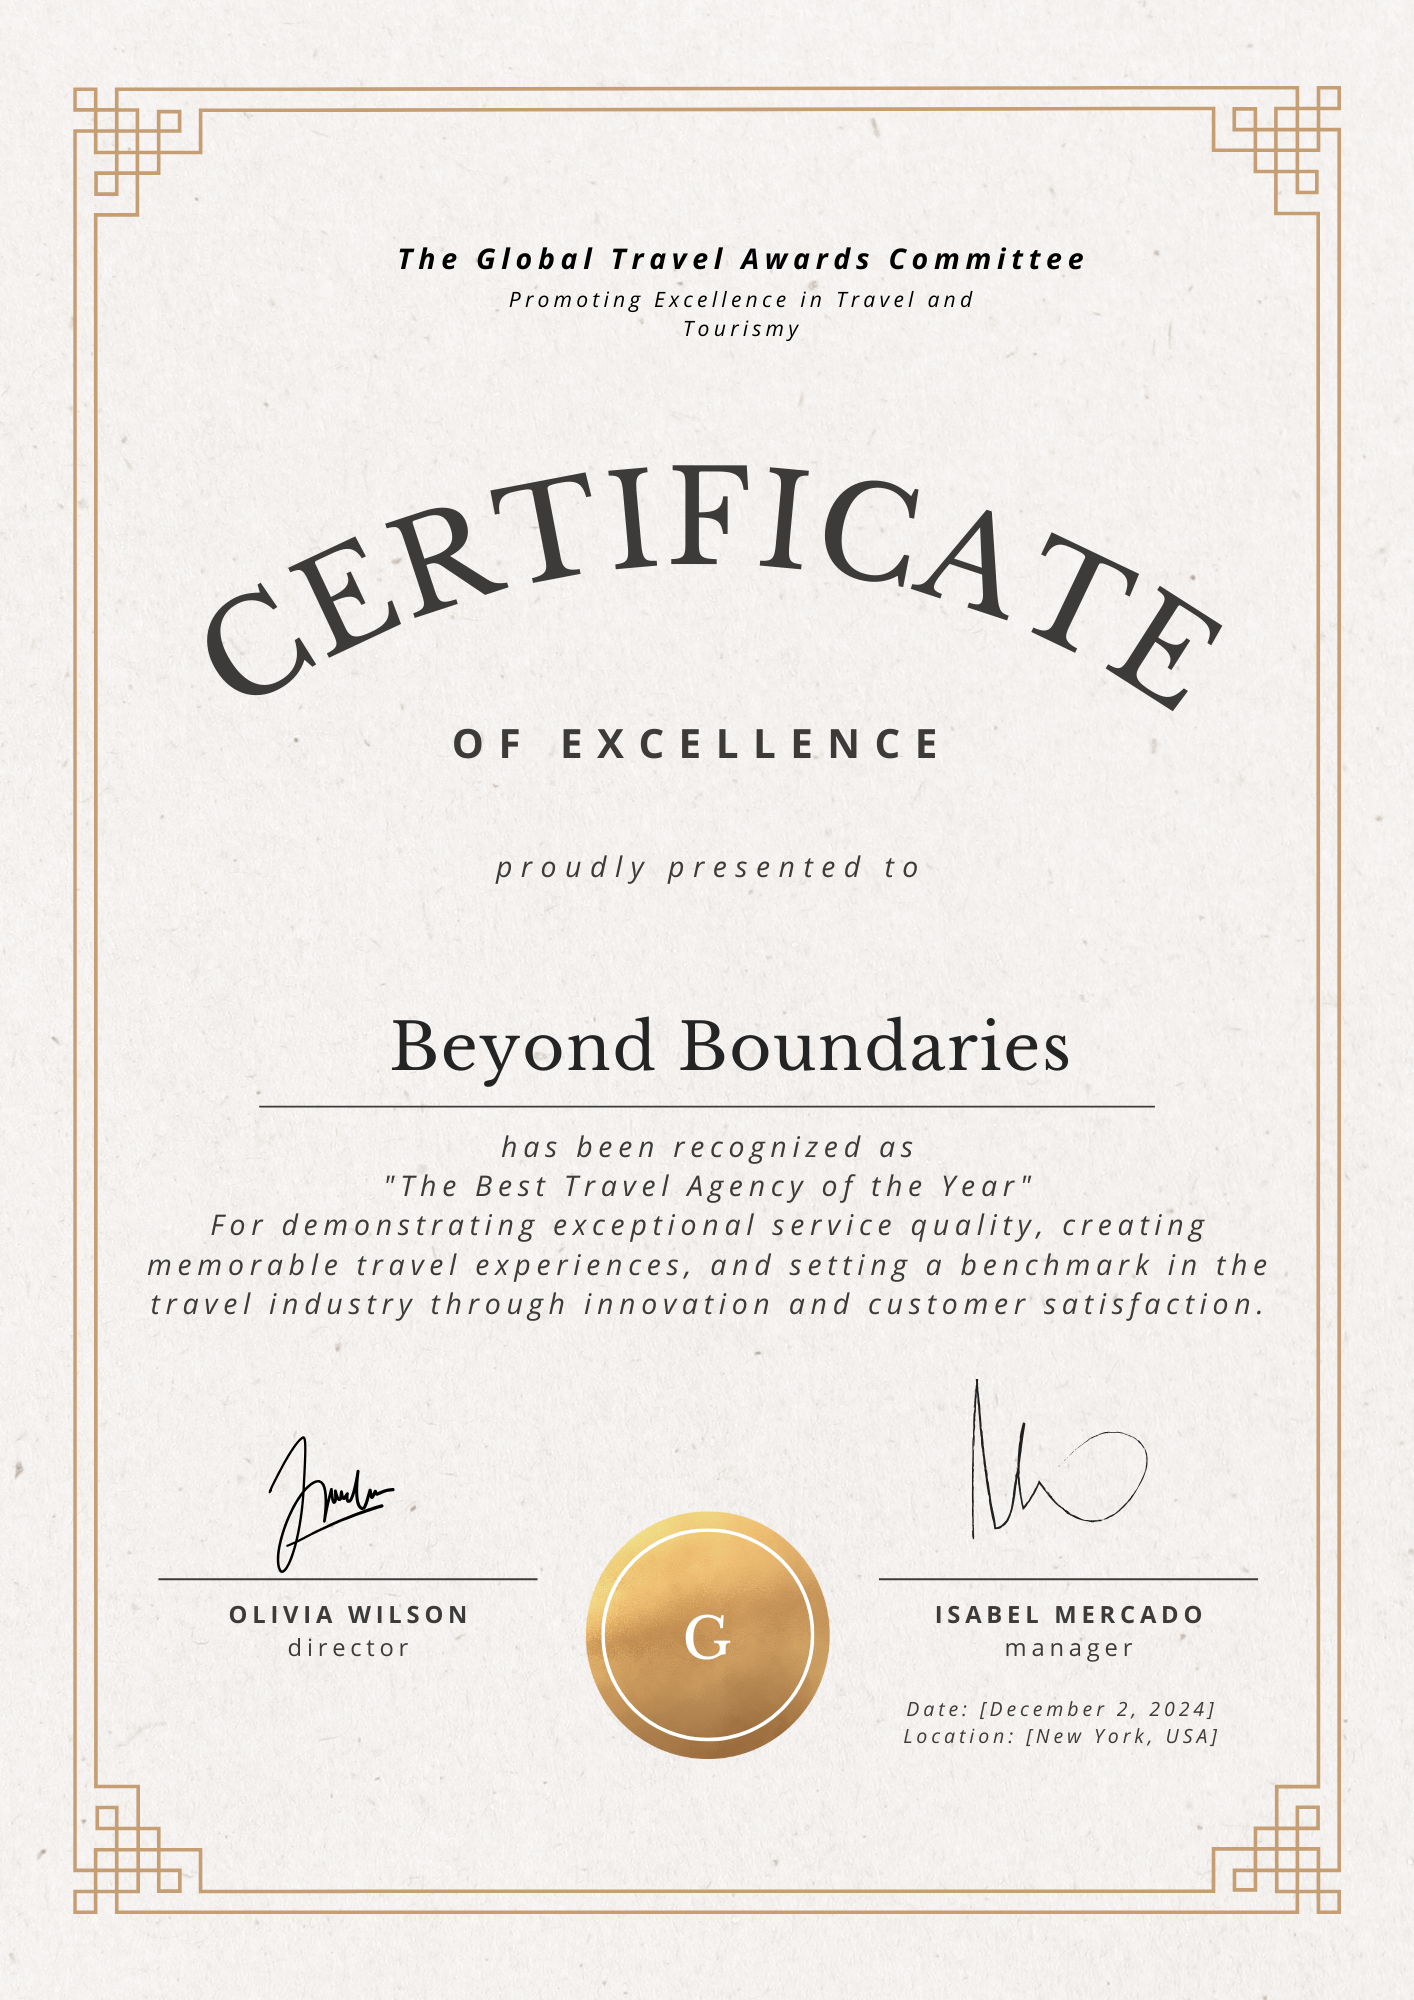 The Global Travel Awards Committee
Promoting Excellence in Travel and
Tourismy
CERTIFICATE
OF EXCELLENCE
proudly presented to
Beyond Boundaries
has been recognized as
"The Best Travel Agency of the Year"
For demonstrating exceptional service quality, creating
memorable travel experiences, and setting a benchmark in the
travel industry through innovation and customer satisfaction.
OLIVIA WILSON
director
G
ISABEL MERCADO
manager
Date: [December 2, 2024]
Location: [New York, USA]